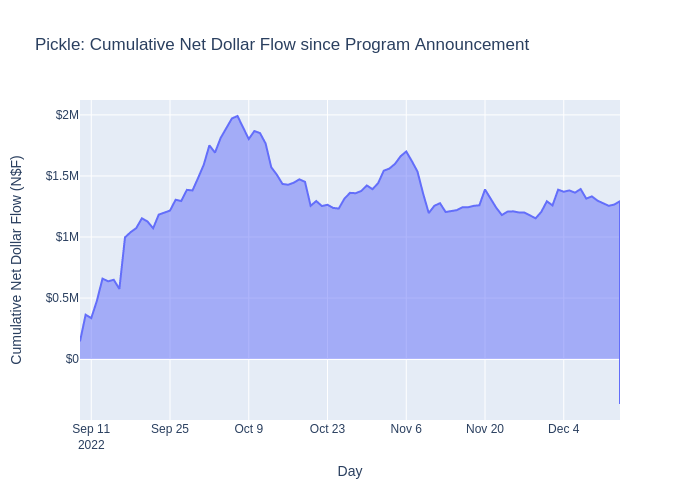 Pickle: Cumulative Net Dollar Flow since Program Announcement
Cumulative Net Dollar Flow (N$F)
$2M
$1.5M
$1M
$0.5M
$0
Sep 11
2022
Sep 25
Oct 9
Oct 23
Nov 6
Nov 20
Dec 4
Day